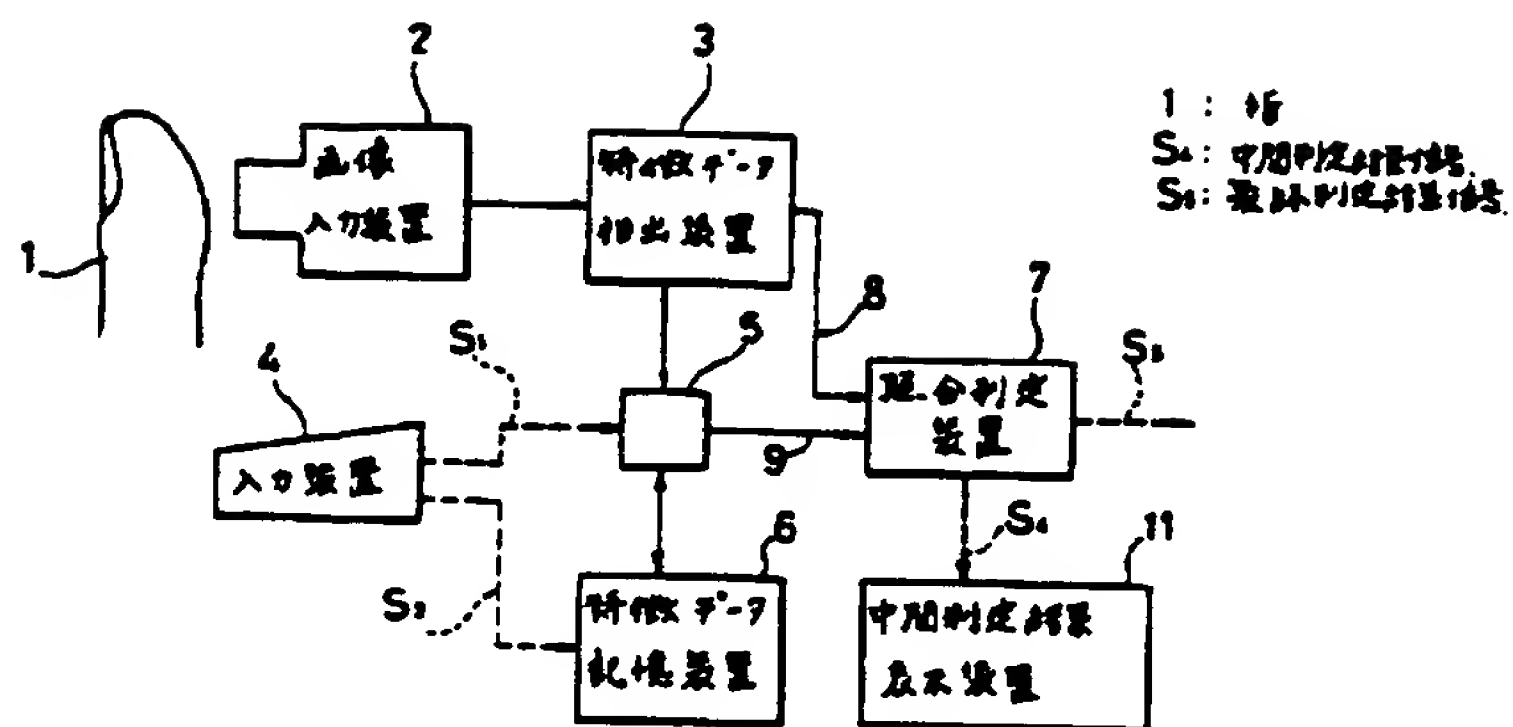 2
3
1 : 指
画像
入力装置
特徴データ
抽出装置
S₄ : 中間判定結果信号.
S₅ : 最終判定結果信号.
1
8
7
4
S₁
5
S₅
照合判定
装置
入力装置
9
6
S₄
11
S₂
特徴データ
記憶装置
中間判定結果
表示装置